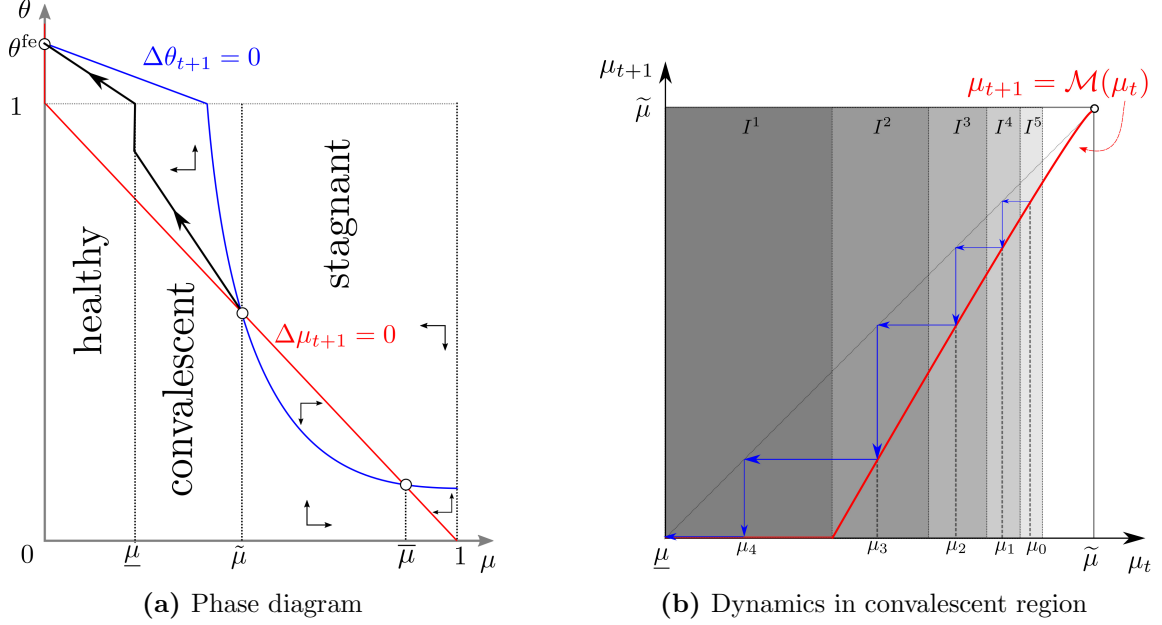 θ
θ^fe
Δθ_{t+1} = 0
1
healthy
convalescent
stagnant
Δμ_{t+1} = 0
0
μ̲
μ̃
μ̅
1
μ
(a) Phase diagram
μ_{t+1}
μ̃
μ_{t+1} = ℳ(μ_t)
I^1
I^2
I^3
I^4
I^5
μ̲
μ_4
μ_3
μ_2
μ_1
μ_0
μ̃
μ_t
(b) Dynamics in convalescent region